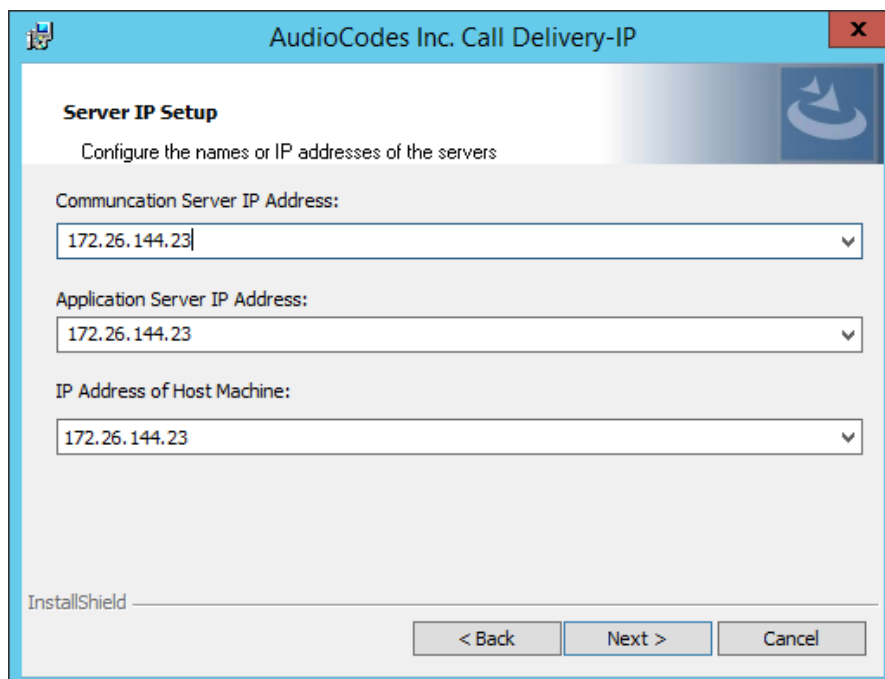 AudioCodes Inc. Call Delivery-IP
x
Server IP Setup
Configure the names or IP addresses of the servers
Communcation Server IP Address:
172.26.144.23
Application Server IP Address:
172.26.144.23
IP Address of Host Machine:
172.26.144.23
InstallShield
< Back Next > Cancel